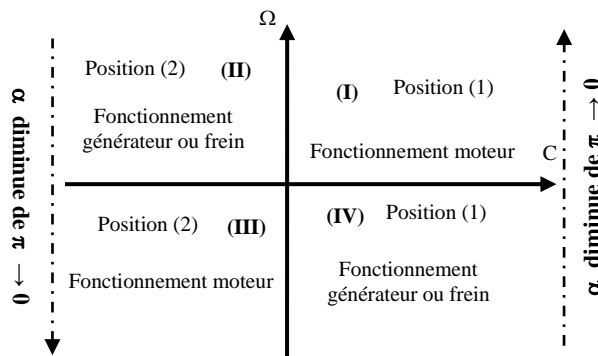 Ω
Position (2) (II)
(I) Position (1)
Fonctionnement
générateur ou frein
Fonctionnement moteur
C
Position (2) (III)
(IV) Position (1)
Fonctionnement moteur
Fonctionnement
générateur ou frein
α diminue de π → 0
α diminue de π → 0